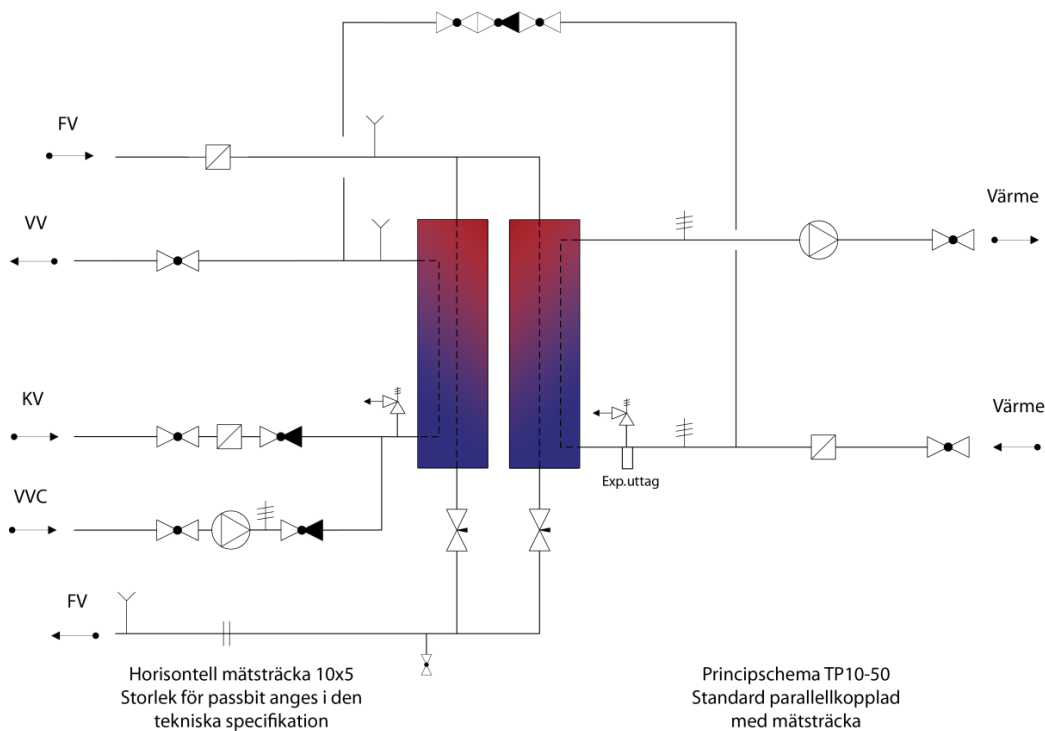 FV
VV
KV
VVC
FV
Värme
Värme
Exp.uttag
Horisontell mätsträcka 10x5
Storlek för passbit anges i den
tekniska specifikation
Principschema TP10-50
Standard parallellkopplad
med mätsträcka